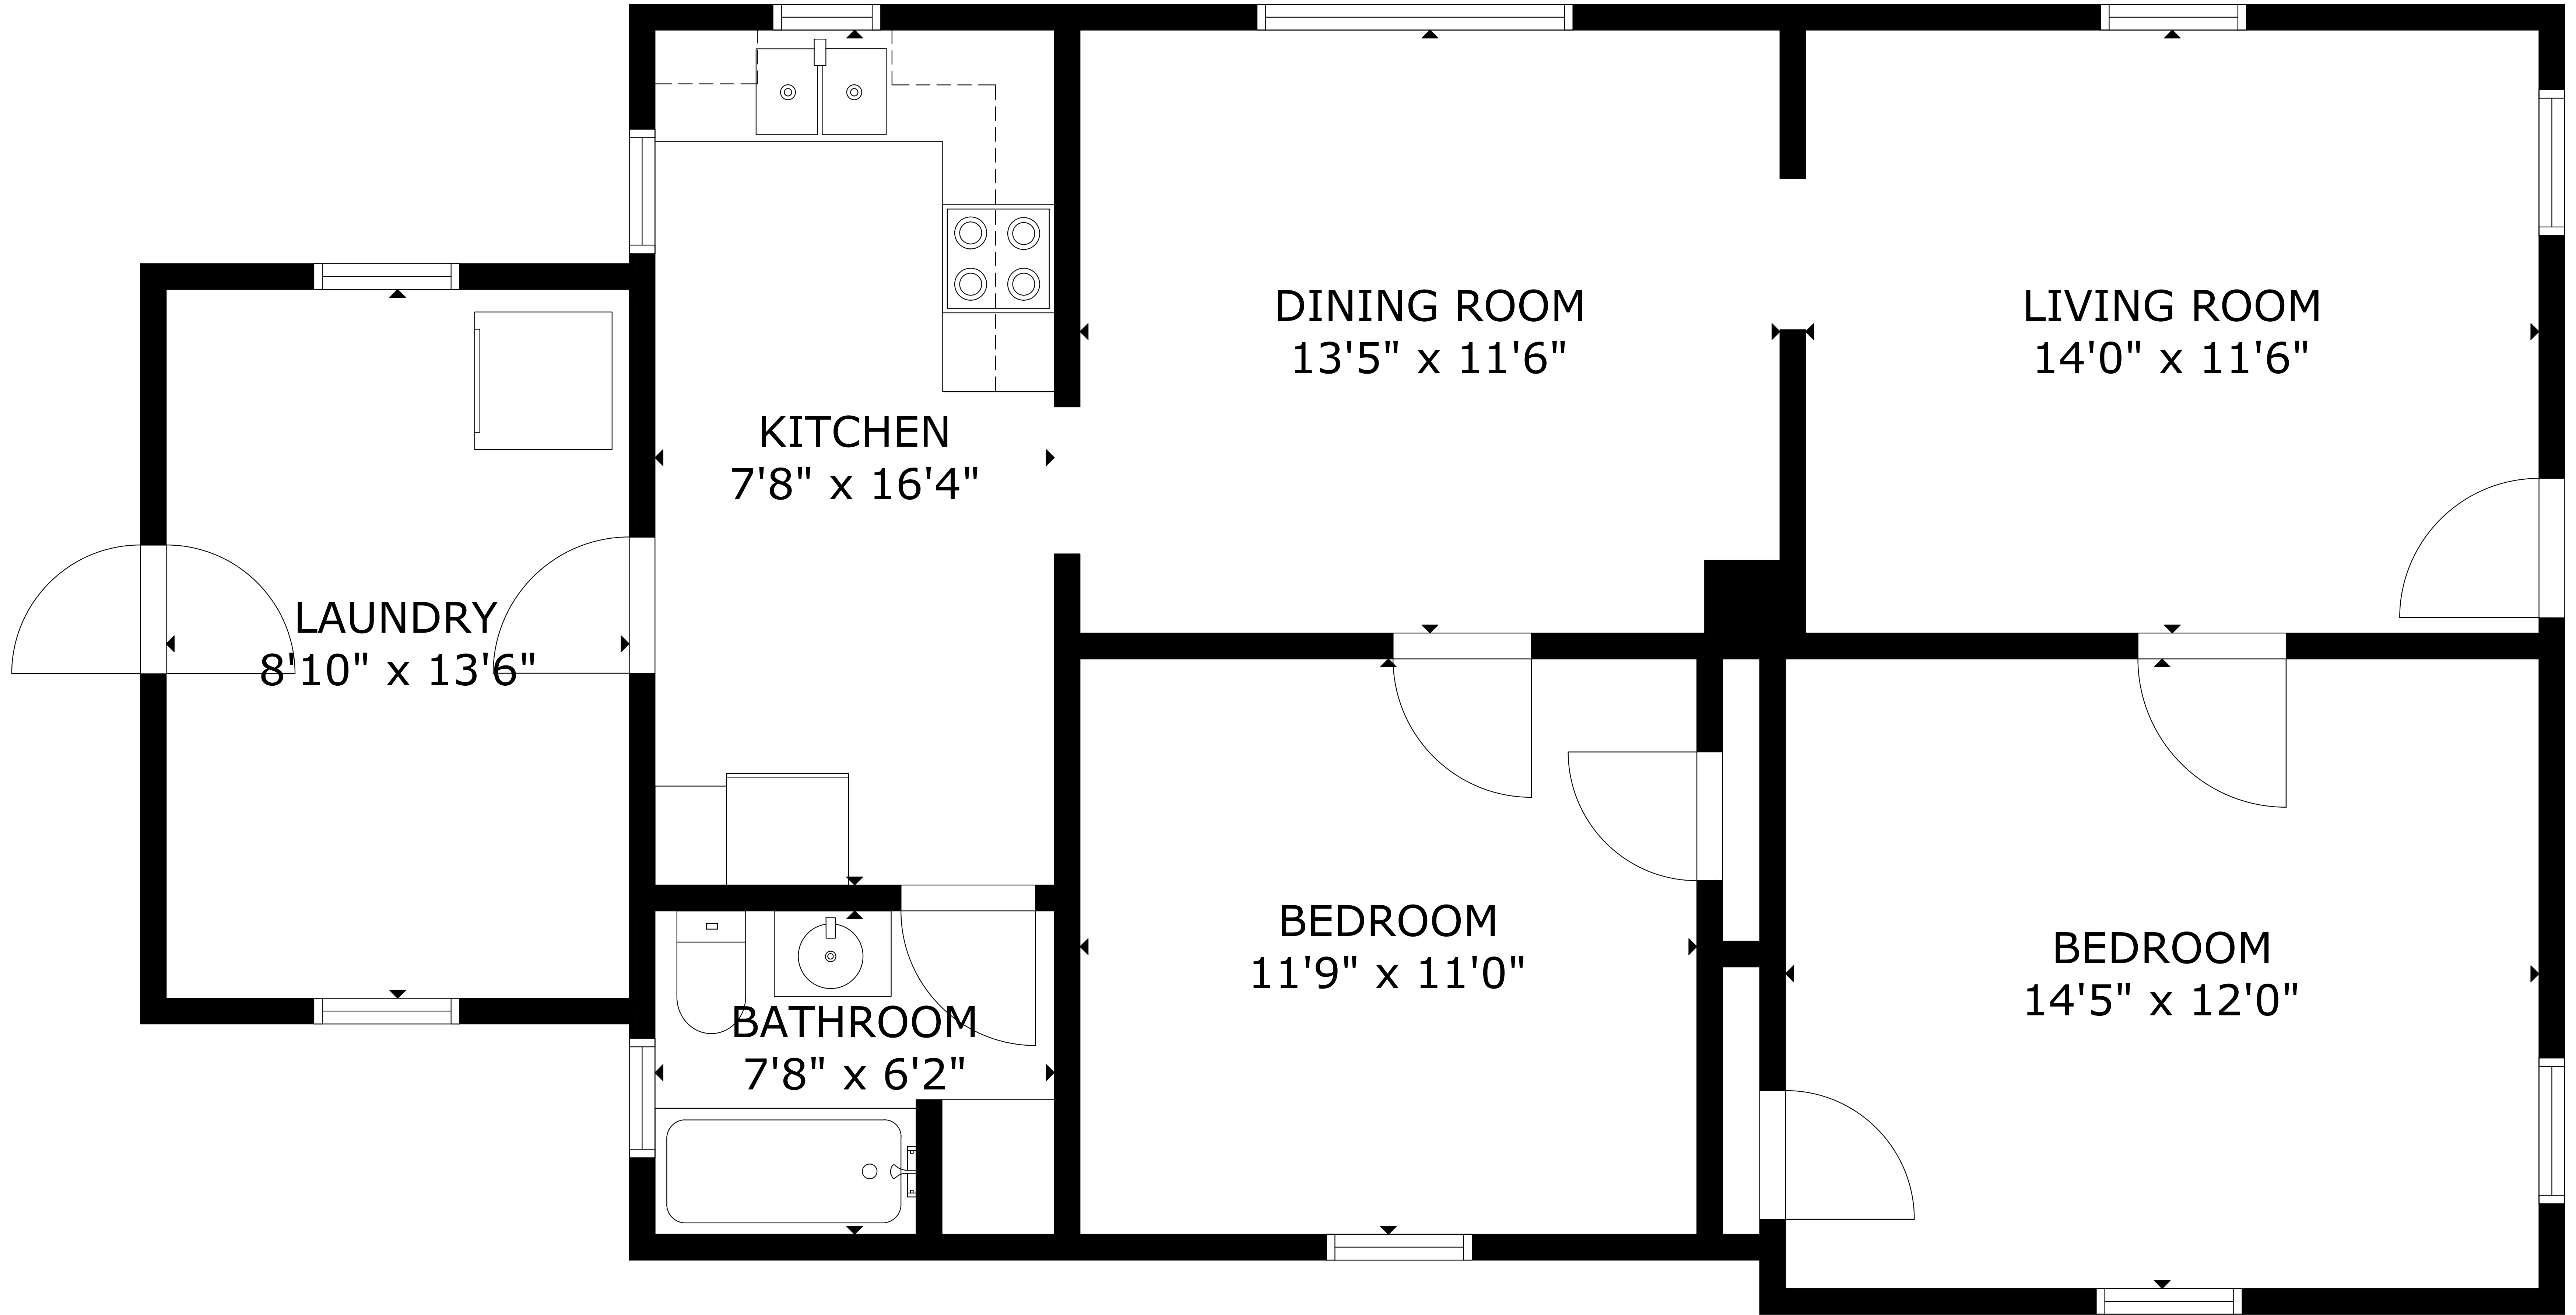 DINING ROOM
13'5" x 11'6"
LIVING ROOM
14'0" x 11'6"
KITCHEN
7'8" x 16'4"
LAUNDRY
8'10" x 13'6"
BEDROOM
11'9" x 11'0"
BEDROOM
14'5" x 12'0"
BATHROOM
7'8" x 6'2"